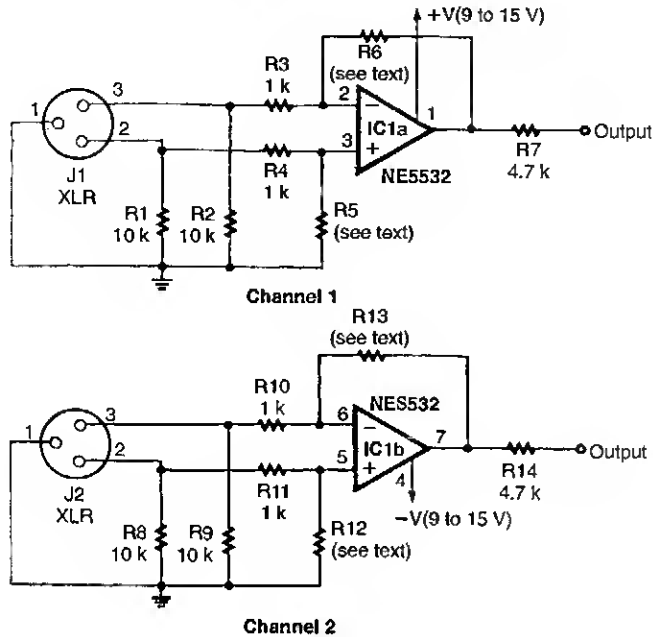 +V(9 to 15 V)
R6
(see text)
R3
1 k
3
2
1
1
IC1a
−
+
3
2
R4
1 k
NE5532
R7
4.7 k
Output
J1
XLR
R1
10 k
R2
10 k
R5
(see text)
Channel 1
R13
(see text)
R10
1 k
NE5532
3
6
1
7
IC1b
−
+
2
5
4
R11
1 k
R14
4.7 k
Output
J2
XLR
−V(9 to 15 V)
R8
10 k
R9
10 k
R12
(see text)
Channel 2